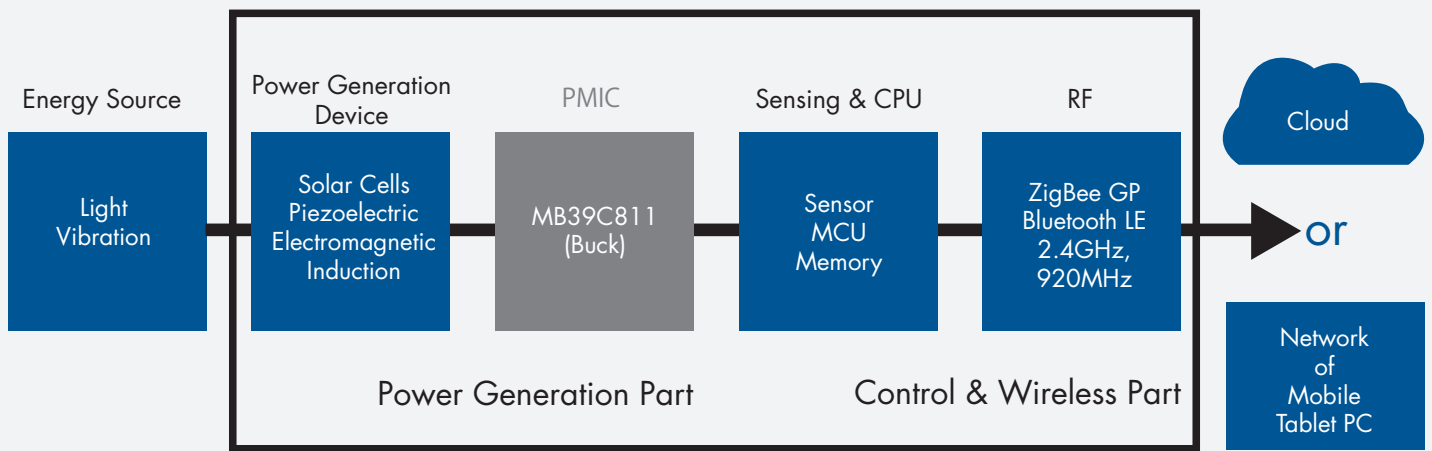 Energy Source
Light
Vibration
Power Generation
Device
Solar Cells
Piezoelectric
Electromagnetic
Induction
PMIC
MB39C811
(Buck)
Sensing & CPU
Sensor
MCU
Memory
RF
ZigBee GP
Bluetooth LE
2.4GHz,
920MHz
Power Generation Part
Control & Wireless Part
Cloud
or
Network
of
Mobile
Tablet PC